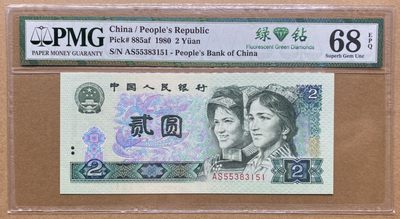 PMG
PAPER MONEY GUARANTY
China / People's Republic
Pick# 885af 1980 2 Yüan
S/N AS55383151 - People's Bank of China
绿钻
Fluorescent Green Diamonds
68
EPQ
Superb Gem Unc
中国人民银行
2
贰圆
2
AS55383151
2